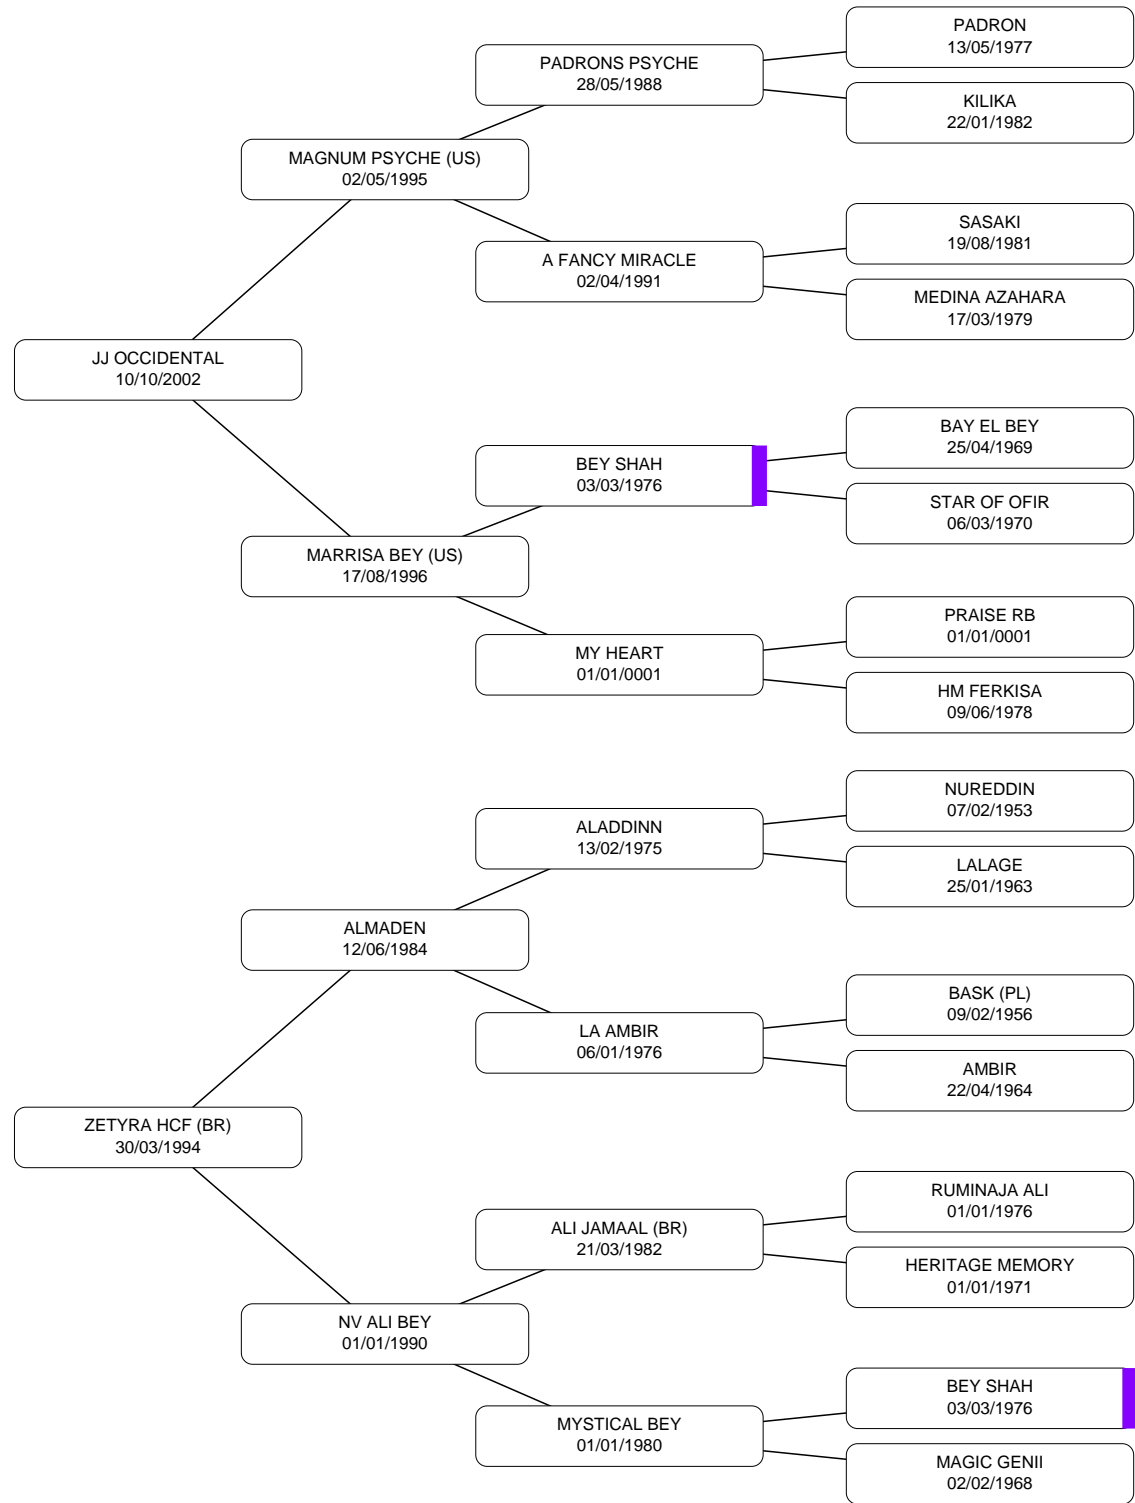 PADRON
13/05/1977
PADRONS PSYCHE
28/05/1988
KILIKA
22/01/1982
MAGNUM PSYCHE (US)
02/05/1995
SASAKI
19/08/1981
A FANCY MIRACLE
02/04/1991
MEDINA AZAHARA
17/03/1979
JJ OCCIDENTAL
10/10/2002
BAY EL BEY
25/04/1969
BEY SHAH
03/03/1976
STAR OF OFIR
06/03/1970
MARRISA BEY (US)
17/08/1996
PRAISE RB
01/01/0001
MY HEART
01/01/0001
HM FERKISA
09/06/1978
NUREDDIN
07/02/1953
ALADDINN
13/02/1975
LALAGE
25/01/1963
ALMADEN
12/06/1984
BASK (PL)
09/02/1956
LA AMBIR
06/01/1976
AMBIR
22/04/1964
ZETYRA HCF (BR)
30/03/1994
RUMINAJA ALI
01/01/1976
ALI JAMAAL (BR)
21/03/1982
HERITAGE MEMORY
01/01/1971
NV ALI BEY
01/01/1990
BEY SHAH
03/03/1976
MYSTICAL BEY
01/01/1980
MAGIC GENII
02/02/1968